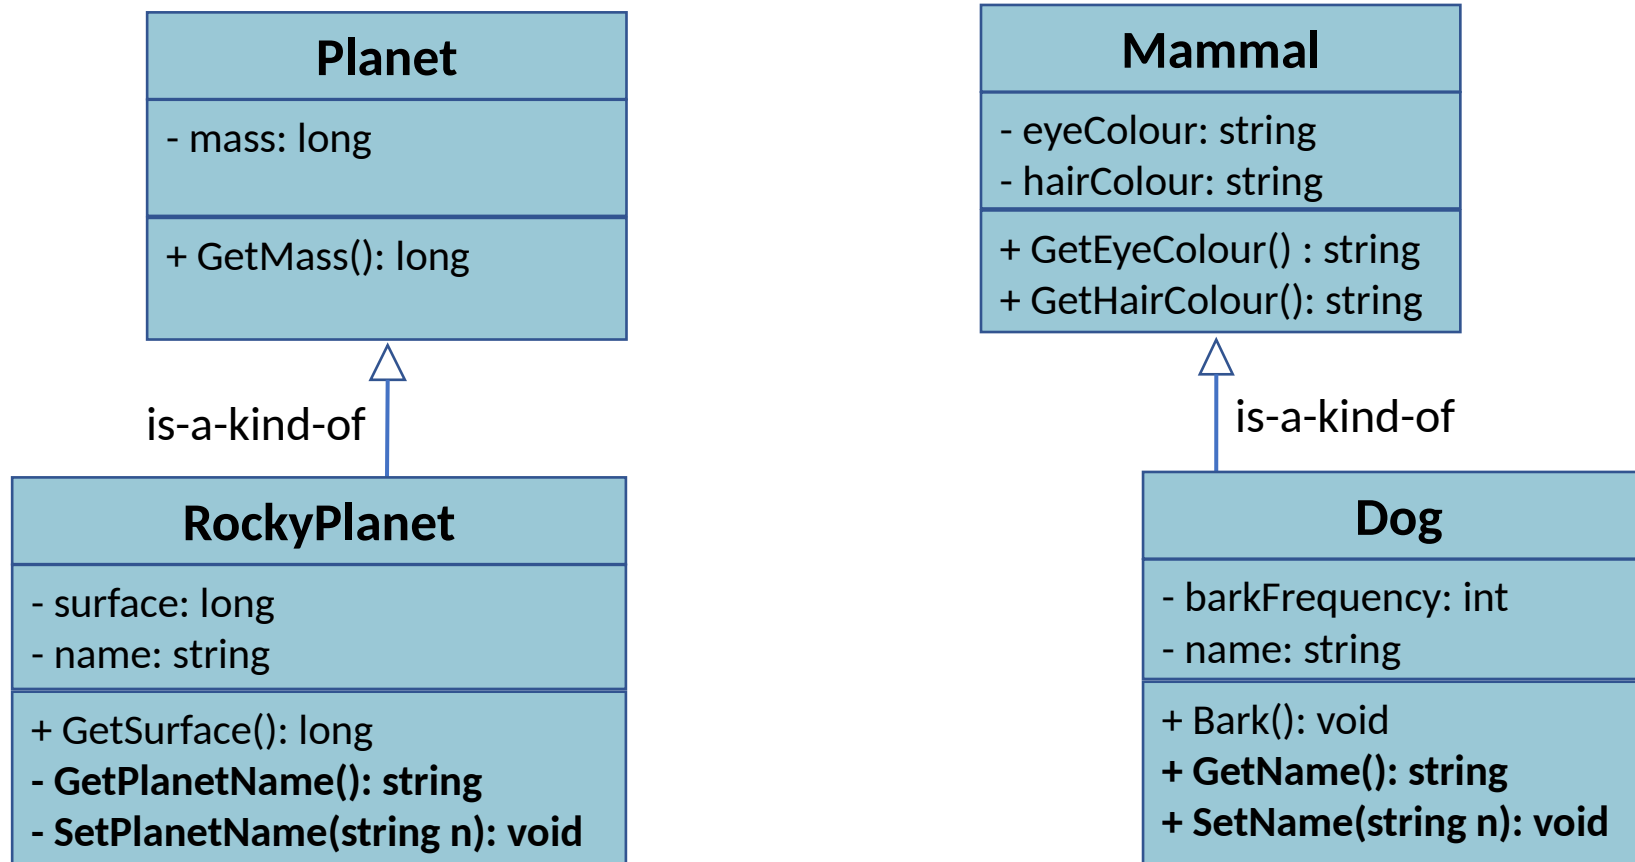 Planet
- mass: long
+ GetMass(): long
is-a-kind-of
RockyPlanet
- surface: long
- name: string
+ GetSurface(): long
- GetPlanetName(): string
- SetPlanetName(string n): void
Mammal
- eyeColour: string
- hairColour: string
+ GetEyeColour() : string
+ GetHairColour(): string
is-a-kind-of
Dog
- barkFrequency: int
- name: string
+ Bark(): void
+ GetName(): string
+ SetName(string n): void